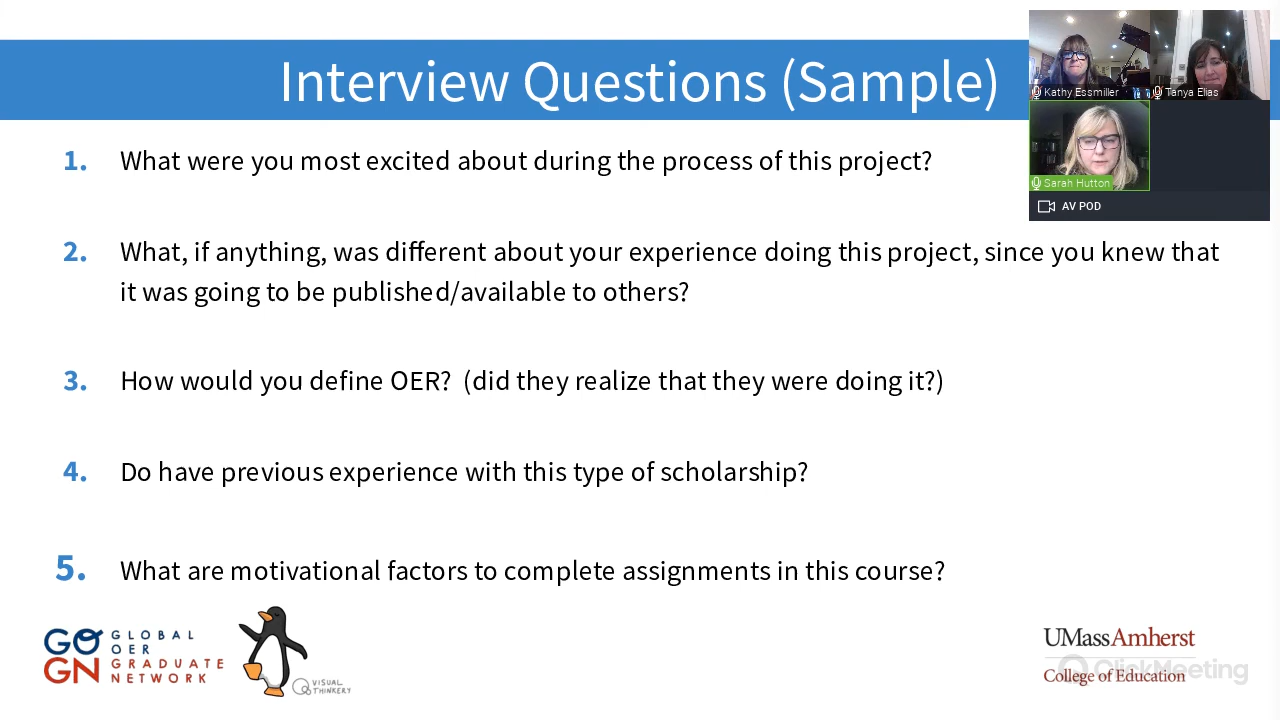 Interview Questions (Sample)
Kathy Essmiller
Tanya Elias
Sarah Hutton
AV POD
1. What were you most excited about during the process of this project?
2. What, if anything, was different about your experience doing this project, since you knew that
it was going to be published/available to others?
3. How would you define OER? (did they realize that they were doing it?)
4. Do have previous experience with this type of scholarship?
5. What are motivational factors to complete assignments in this course?
GO GLOBAL
OER
GN GRADUATE
NETWORK
VISUAL
THINKERY
UMassAmherst
College of Education
ClickMeeting